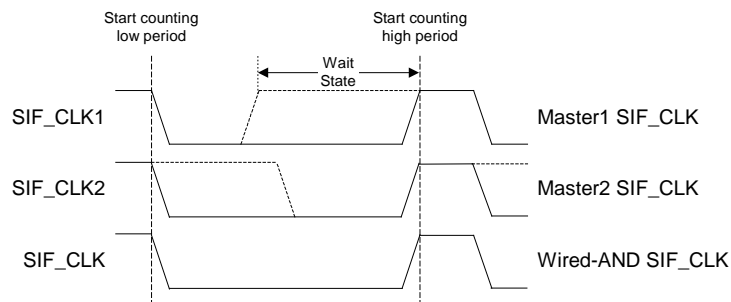 Start counting
low period
Start counting
high period
Wait
State
SIF_CLK1
Master1 SIF_CLK
SIF_CLK2
Master2 SIF_CLK
SIF_CLK
Wired-AND SIF_CLK